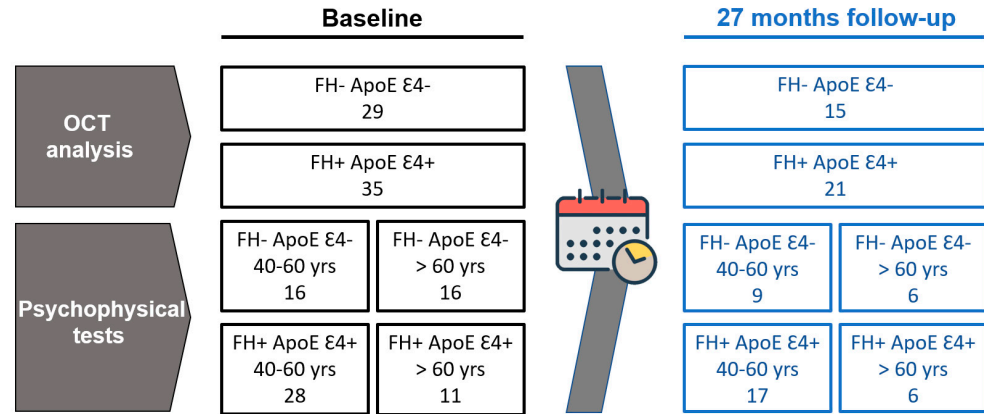 Baseline
27 months follow-up
OCT
analysis
FH- ApoE Ɛ4-
29
FH+ ApoE Ɛ4+
35
FH- ApoE Ɛ4-
15
FH+ ApoE Ɛ4+
21
Psychophysical
tests
FH- ApoE Ɛ4-
40-60 yrs
16
FH- ApoE Ɛ4-
> 60 yrs
16
FH+ ApoE Ɛ4+
40-60 yrs
28
FH+ ApoE Ɛ4+
> 60 yrs
11
FH- ApoE Ɛ4-
40-60 yrs
9
FH- ApoE Ɛ4-
> 60 yrs
6
FH+ ApoE Ɛ4+
40-60 yrs
17
FH+ ApoE Ɛ4+
> 60 yrs
6